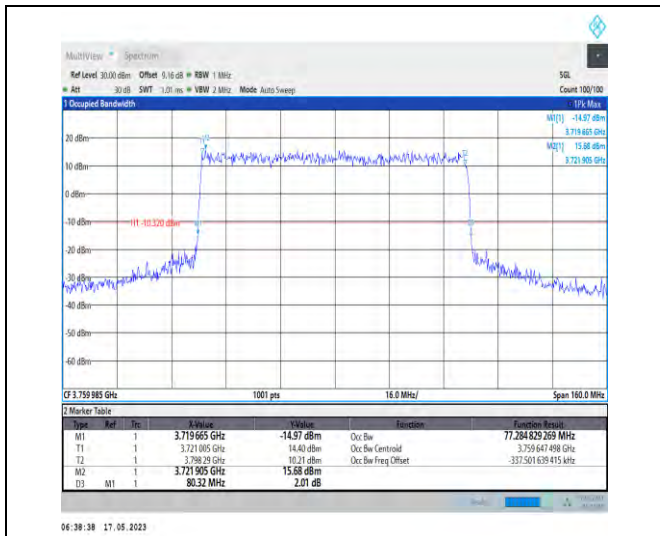 MultiView Spectrum
Ref Level 30.00 dBm Offset 9.16 dB RBW 1 MHz SGL
Att 30 dB SWT 1.01 ms VBW 2 MHz Mode Auto Sweep Count 100/100
1 Occupied Bandwidth 1Pk Max
M1[1] -14.97 dBm
3.719 665 GHz
M2[1] 15.68 dBm
3.721 905 GHz
20 dBm
10 dBm
0 dBm
-10 dBm
H1 -10.320 dBm
-20 dBm
-30 dBm
-40 dBm
-50 dBm
-60 dBm
CF 3.759 985 GHz 1001 pts 16.0 MHz/ Span 160.0 MHz
2 Marker Table
Type Ref Trc X-Value Y-Value Function Function Result
M1 1 3.719 665 GHz -14.97 dBm Occ Bw 77.284 829 269 MHz
T1 1 3.721 005 GHz 14.40 dBm Occ Bw Centroid 3.759 647 498 GHz
T2 1 3.798 29 GHz 10.21 dBm Occ Bw Freq Offset -337.501 639 415 kHz
M2 1 3.721 905 GHz 15.68 dBm
D3 M1 1 80.32 MHz 2.01 dB
06:38:38 17.05.2023